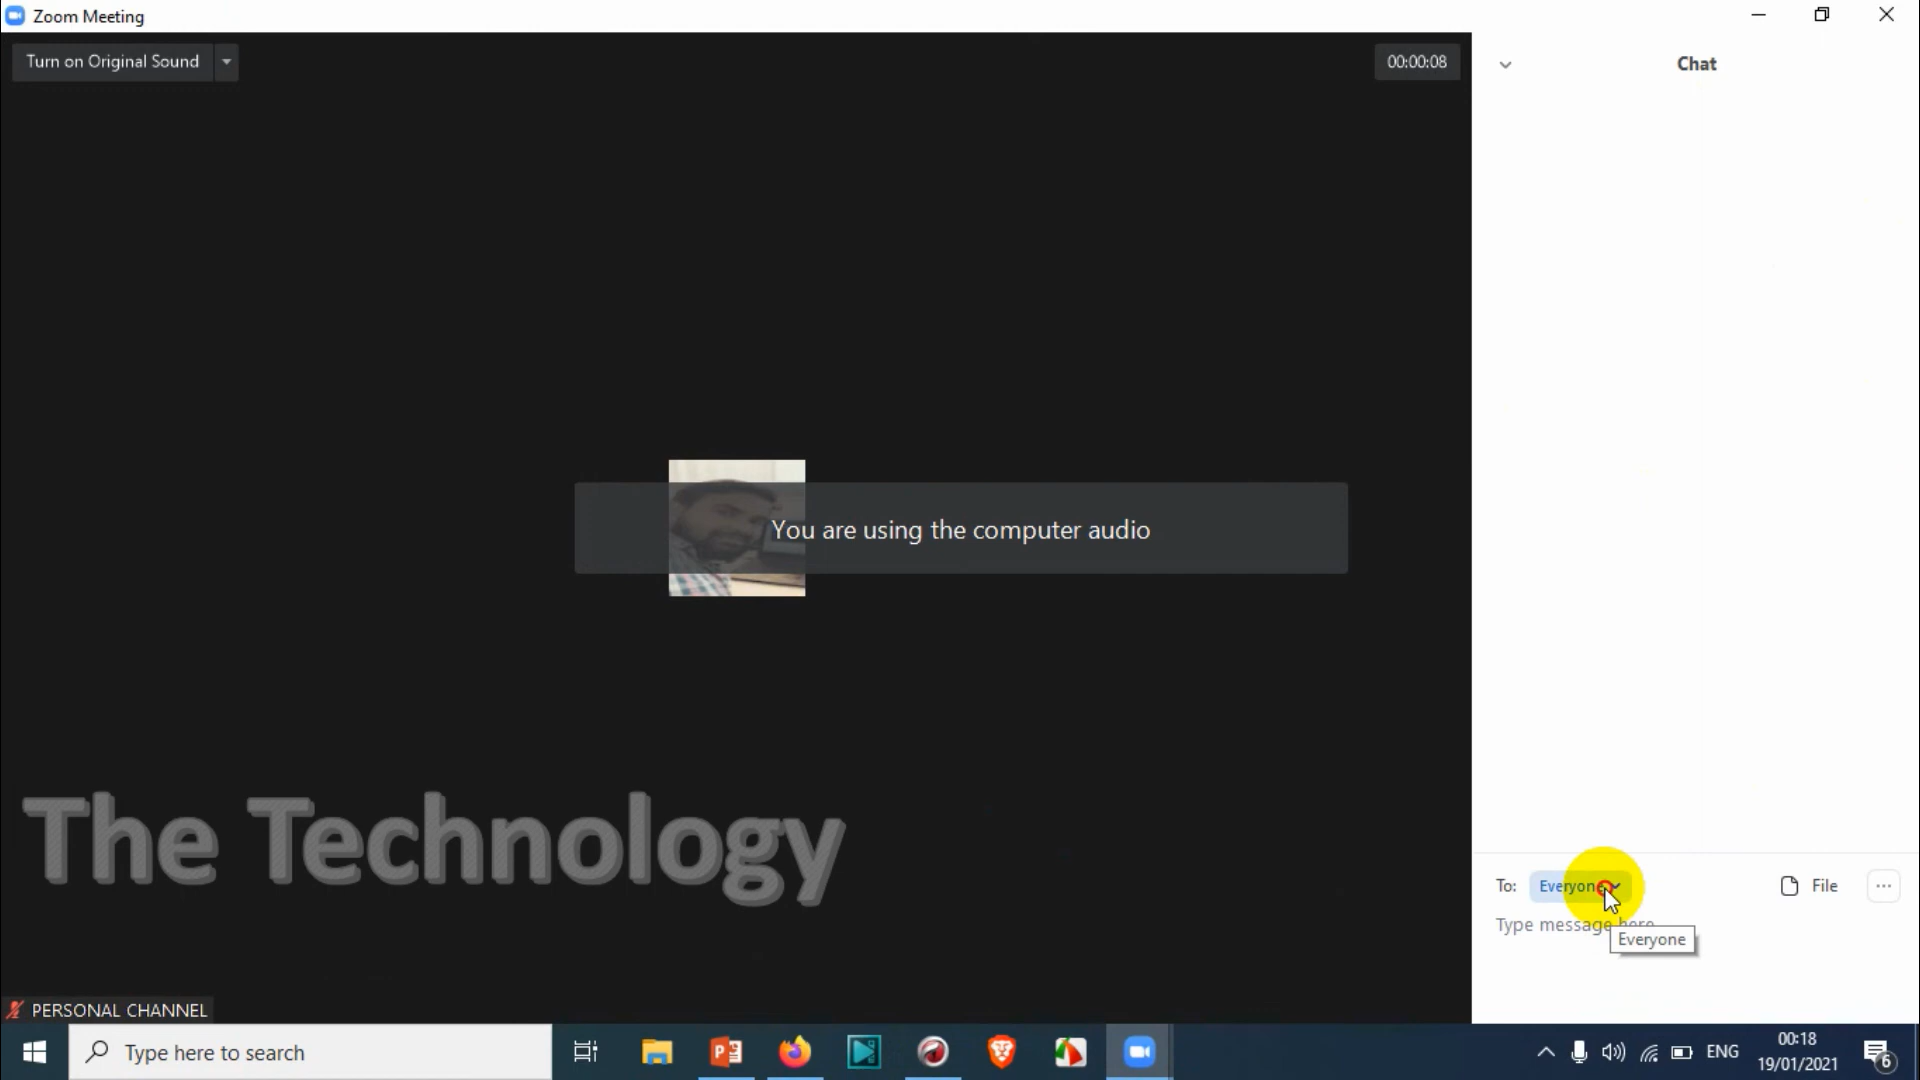 Zoom Meeting
Turn on Original Sound
00:00:08
Chat
You are using the computer audio
The Technology
To: Everyone
File
Type message here
Everyone
PERSONAL CHANNEL
Type here to search
ENG
00:18
19/01/2021
6